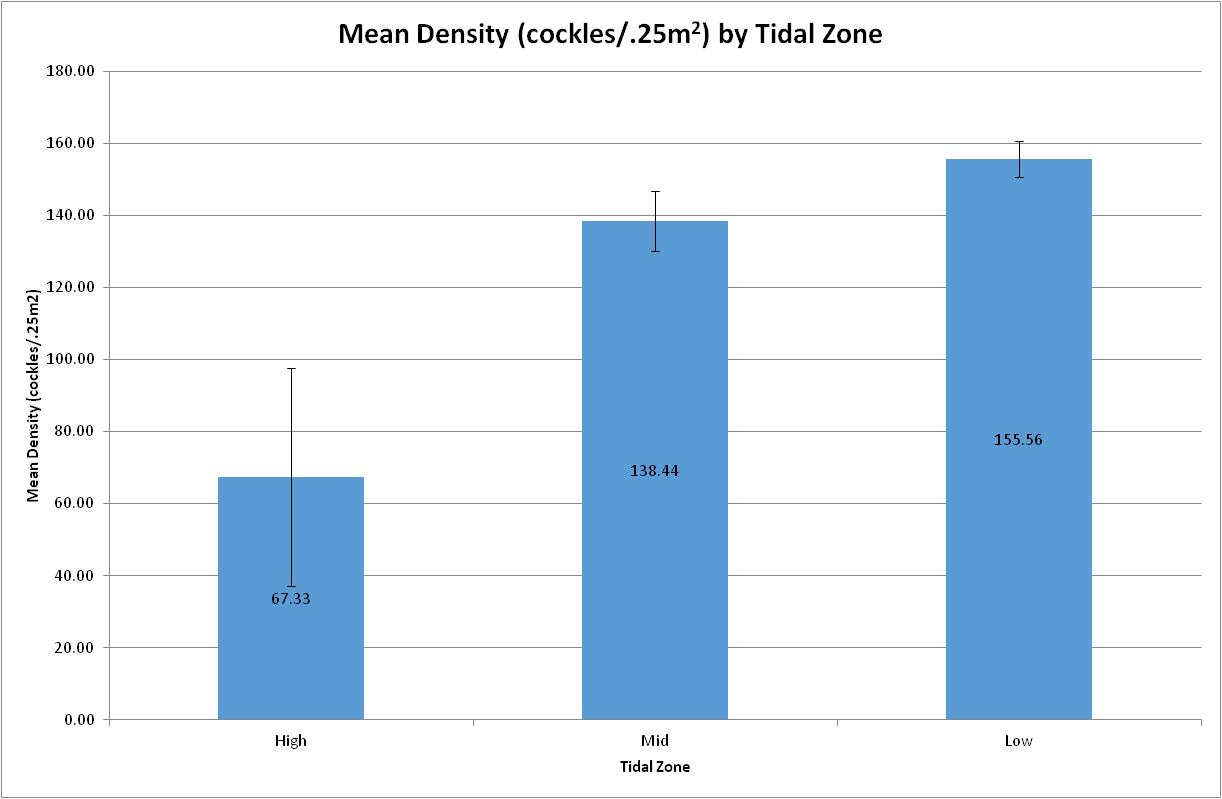 Mean Density (cockles/.25m²) by Tidal Zone
180.00
160.00
140.00
120.00
100.00
80.00
60.00
40.00
20.00
0.00
Mean Density (cockles/.25m2)
67.33
138.44
155.56
High
Mid
Low
Tidal Zone